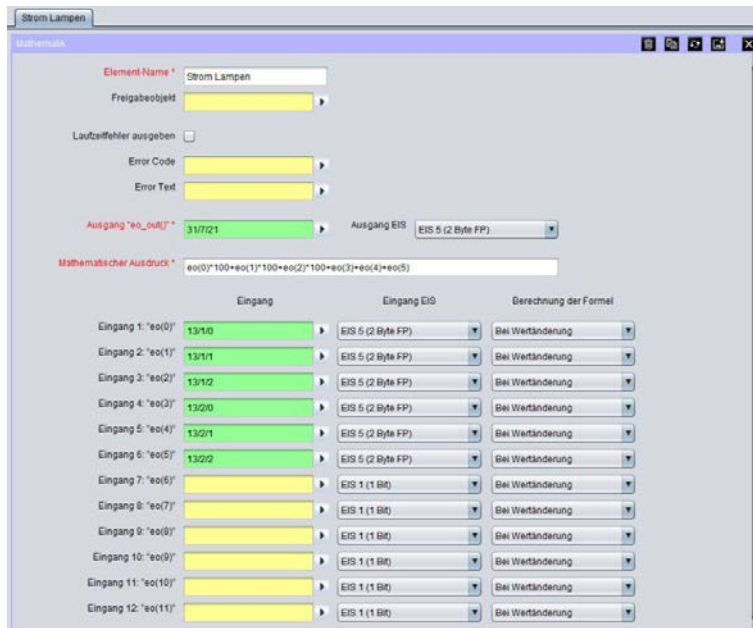 Strom Lampen
Mathematik
Element-Name * Strom Lampen
Freigabeobjekt
Laufzeitfehler ausgeben
Error Code
Error Text
Ausgang "eo_out()" * 31/7/21 Ausgang EIS EIS 5 (2 Byte FP)
Mathematischer Ausdruck * eo(0)*100+eo(1)*100+eo(2)*100+eo(3)+eo(4)+eo(5)
Eingang Eingang EIS Berechnung der Formel
Eingang 1: "eo(0)" 13/1/0 EIS 5 (2 Byte FP) Bei Wertänderung
Eingang 2: "eo(1)" 13/1/1 EIS 5 (2 Byte FP) Bei Wertänderung
Eingang 3: "eo(2)" 13/1/2 EIS 5 (2 Byte FP) Bei Wertänderung
Eingang 4: "eo(3)" 13/2/0 EIS 5 (2 Byte FP) Bei Wertänderung
Eingang 5: "eo(4)" 13/2/1 EIS 5 (2 Byte FP) Bei Wertänderung
Eingang 6: "eo(5)" 13/2/2 EIS 5 (2 Byte FP) Bei Wertänderung
Eingang 7: "eo(6)" EIS 1 (1 Bit) Bei Wertänderung
Eingang 8: "eo(7)" EIS 1 (1 Bit) Bei Wertänderung
Eingang 9: "eo(8)" EIS 1 (1 Bit) Bei Wertänderung
Eingang 10: "eo(9)" EIS 1 (1 Bit) Bei Wertänderung
Eingang 11: "eo(10)" EIS 1 (1 Bit) Bei Wertänderung
Eingang 12: "eo(11)" EIS 1 (1 Bit) Bei Wertänderung